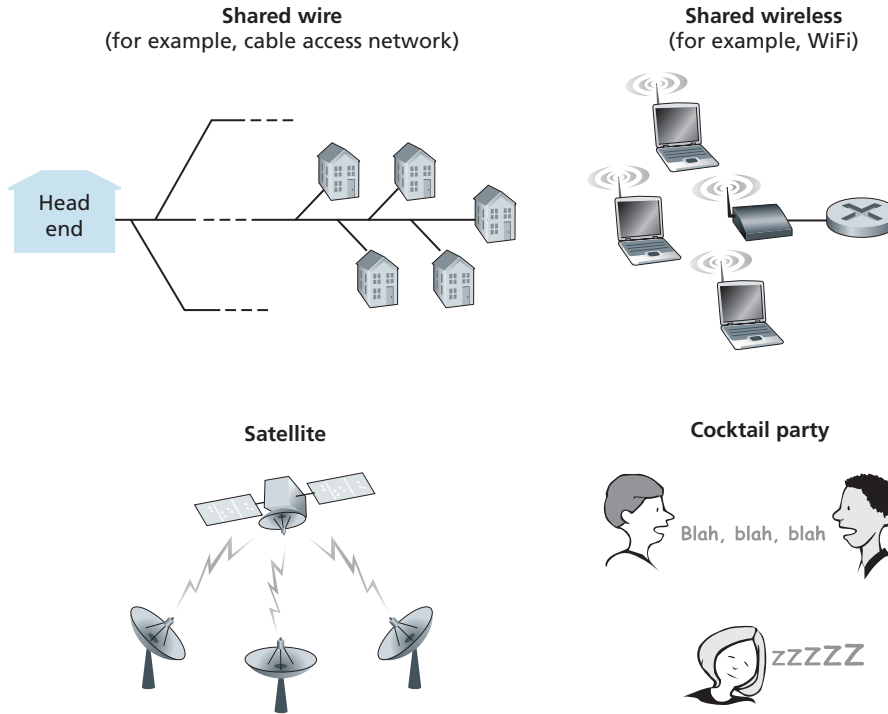 Shared wire
(for example, cable access network)
Shared wireless
(for example, WiFi)
Head
end
Satellite
Cocktail party
Blah, blah, blah
zzzzz